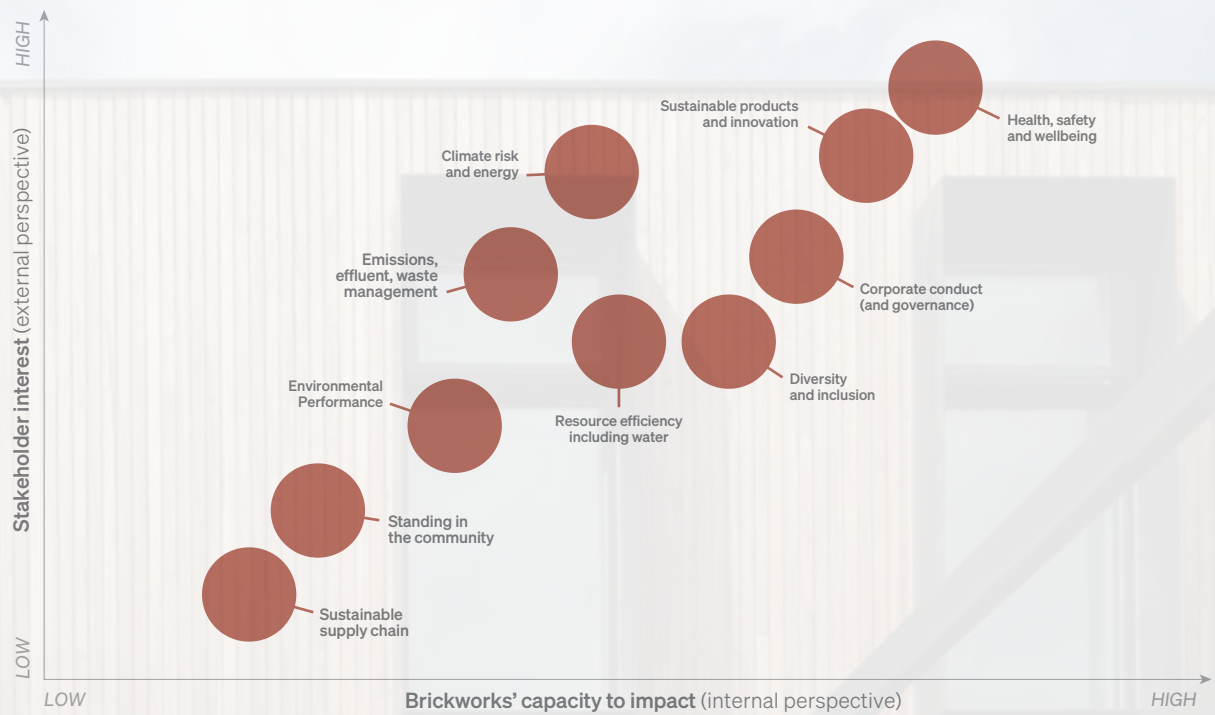 HIGH
Stakeholder interest (external perspective)
LOW
Sustainable products
and innovation
Health, safety
and wellbeing
Climate risk
and energy
Emissions,
effluent, waste
management
Corporate conduct
(and governance)
Diversity
and inclusion
Environmental
Performance
Resource efficiency
including water
Standing in
the community
Sustainable
supply chain
LOW
Brickworks’ capacity to impact (internal perspective)
HIGH